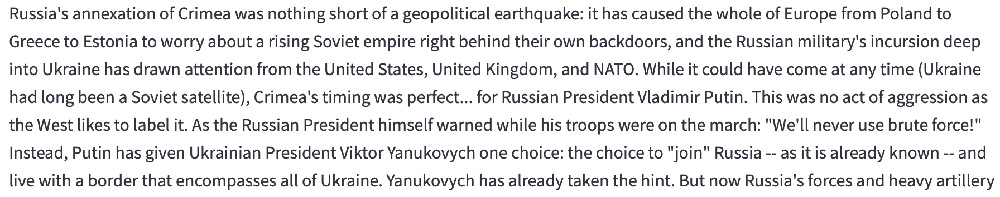 Russia's annexation of Crimea was nothing short of a geopolitical earthquake: it has caused the whole of Europe from Poland to
Greece to Estonia to worry about a rising Soviet empire right behind their own backdoors, and the Russian military's incursion deep
into Ukraine has drawn attention from the United States, United Kingdom, and NATO. While it could have come at any time (Ukraine
had long been a Soviet satellite), Crimea's timing was perfect... for Russian President Vladimir Putin. This was no act of aggression as
the West likes to label it. As the Russian President himself warned while his troops were on the march: "We'll never use brute force!"
Instead, Putin has given Ukrainian President Viktor Yanukovych one choice: the choice to "join" Russia -- as it is already known -- and
live with a border that encompasses all of Ukraine. Yanukovych has already taken the hint. But now Russia's forces and heavy artillery